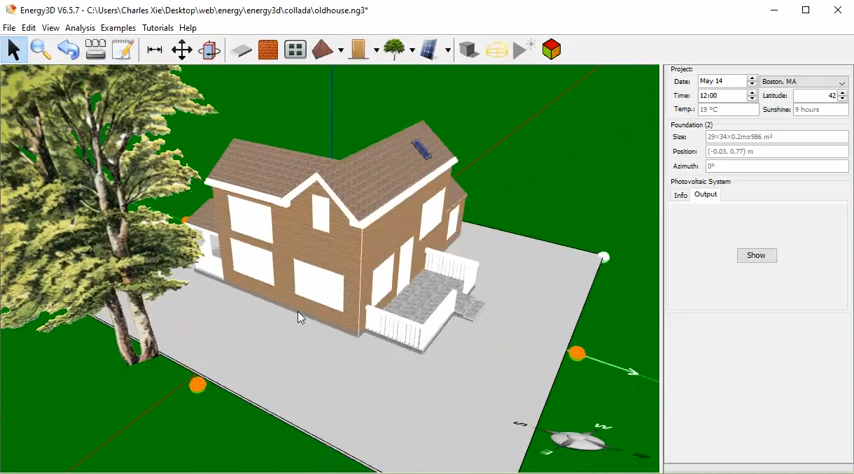 Energy3D V6.5.7 - C:\Users\Charles Xie\Desktop\web\energy\energy3d\collada\oldhouse.ng3*
File Edit View Analysis Examples Tutorials Help
Project:
Date: May 14 Boston, MA
Time: 12:00 Latitude: 42
Temp.: 19 °C Sunshine: 9 hours
Foundation (2)
Size: 29×34×0.2m≈986 m²
Position: (-0.03, 0.77) m
Azimuth: 0°
Photovoltaic System
Info Output
Show
S W
E